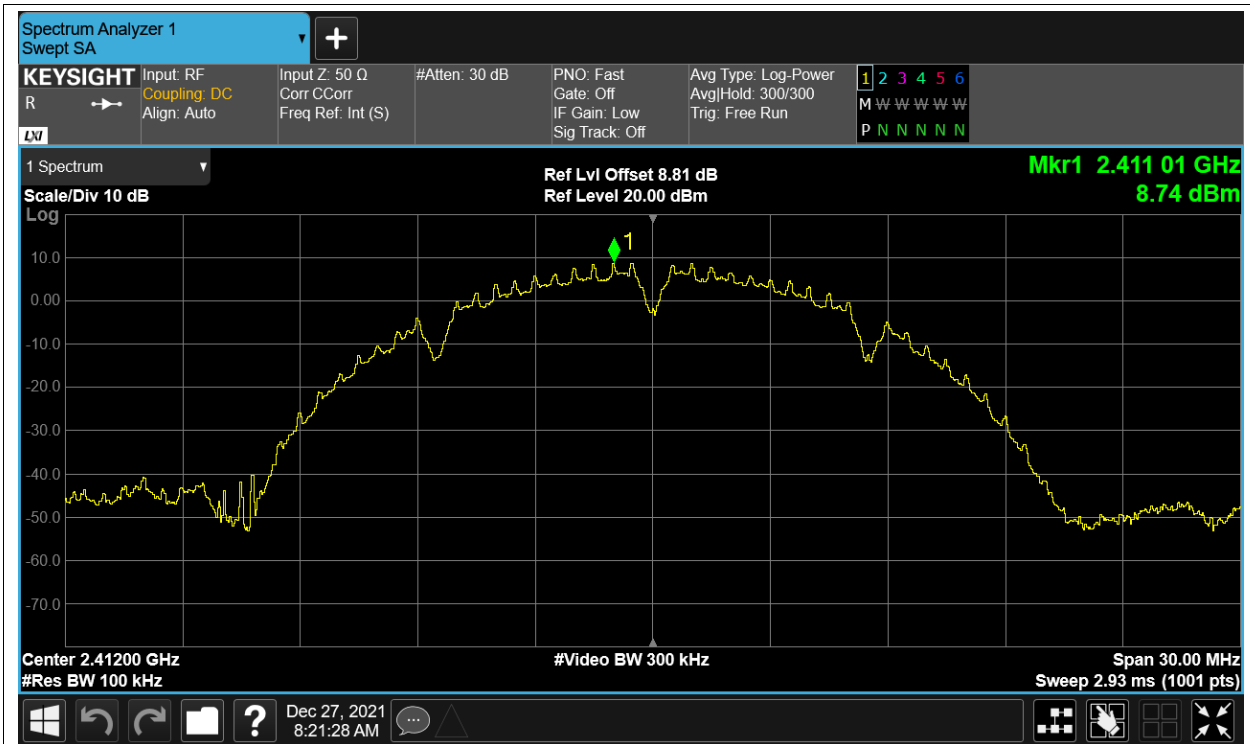 Spectrum Analyzer 1
Swept SA
KEYSIGHT
R
LXI
Input: RF
Coupling: DC
Align: Auto
Input Z: 50 Ω
Corr CCorr
Freq Ref: Int (S)
#Atten: 30 dB
PNO: Fast
Gate: Off
IF Gain: Low
Sig Track: Off
Avg Type: Log-Power
Avg|Hold: 300/300
Trig: Free Run
1 2 3 4 5 6
M W W W W W
P N N N N N
1 Spectrum
Scale/Div 10 dB
Ref Lvl Offset 8.81 dB
Ref Level 20.00 dBm
Mkr1 2.411 01 GHz
8.74 dBm
Log
1
10.0
0.00
-10.0
-20.0
-30.0
-40.0
-50.0
-60.0
-70.0
Center 2.41200 GHz
#Res BW 100 kHz
#Video BW 300 kHz
Span 30.00 MHz
Sweep 2.93 ms (1001 pts)
?
Dec 27, 2021
8:21:28 AM